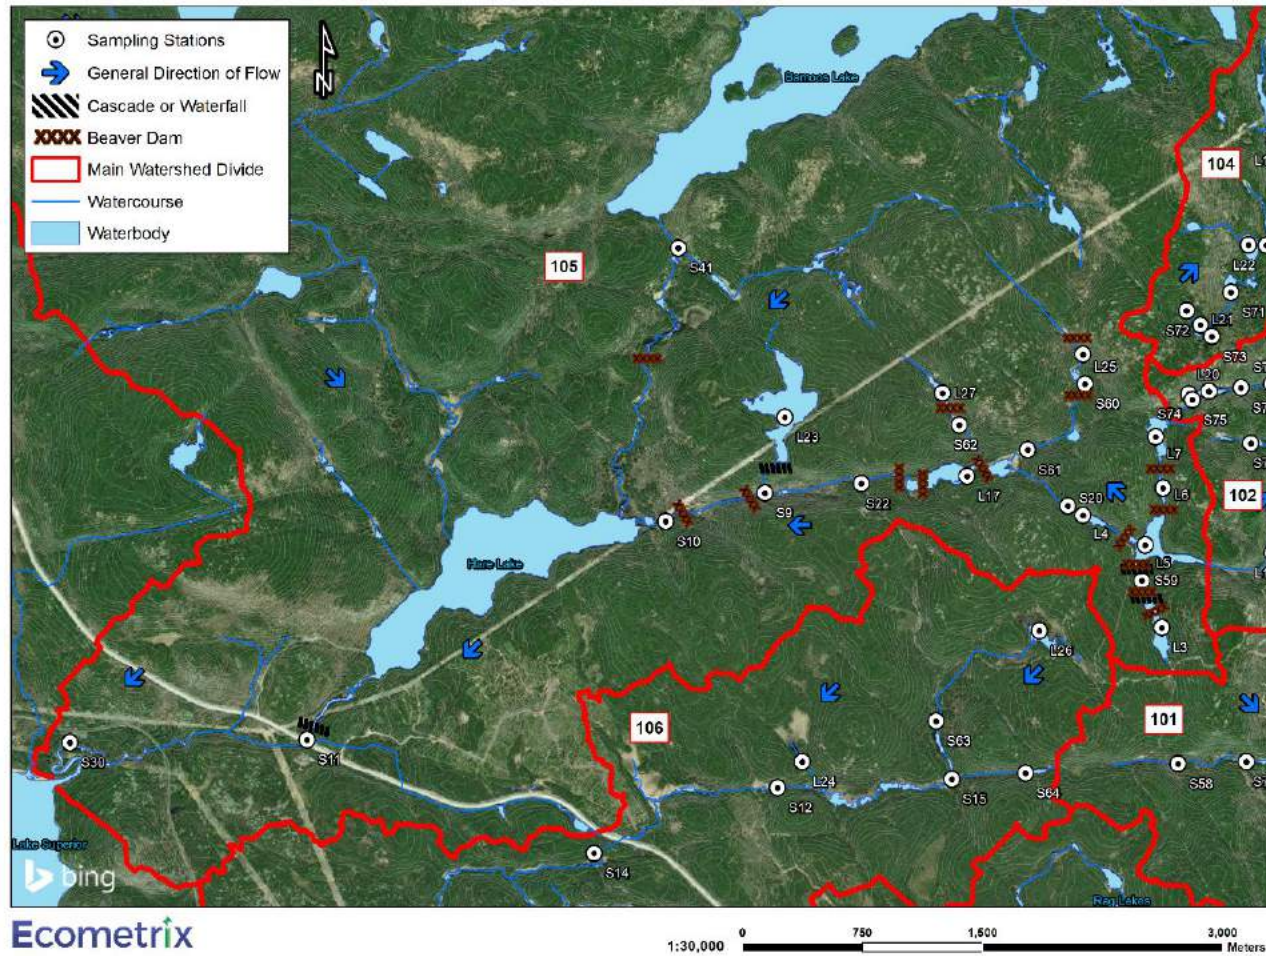 Sampling Stations
General Direction of Flow
Cascade or Waterfall
Beaver Dam
Main Watershed Divide
Watercourse
Waterbody
N
Bamoos Lake
104
105
S41
L22
S71
S72
L21
S73
L25
S60
L20
S74
S75
L27
S62
L23
L7
S61
L17
S22
S9
S10
L6
102
S20
L4
L5
S59
Hare Lake
L3
L26
106
101
S63
S30
S11
L24
S12
S15
S64
S58
S14
Lake Superior
bing
Rag Lakes
Ecometrix
1:30,000
0
750
1,500
3,000
Meters